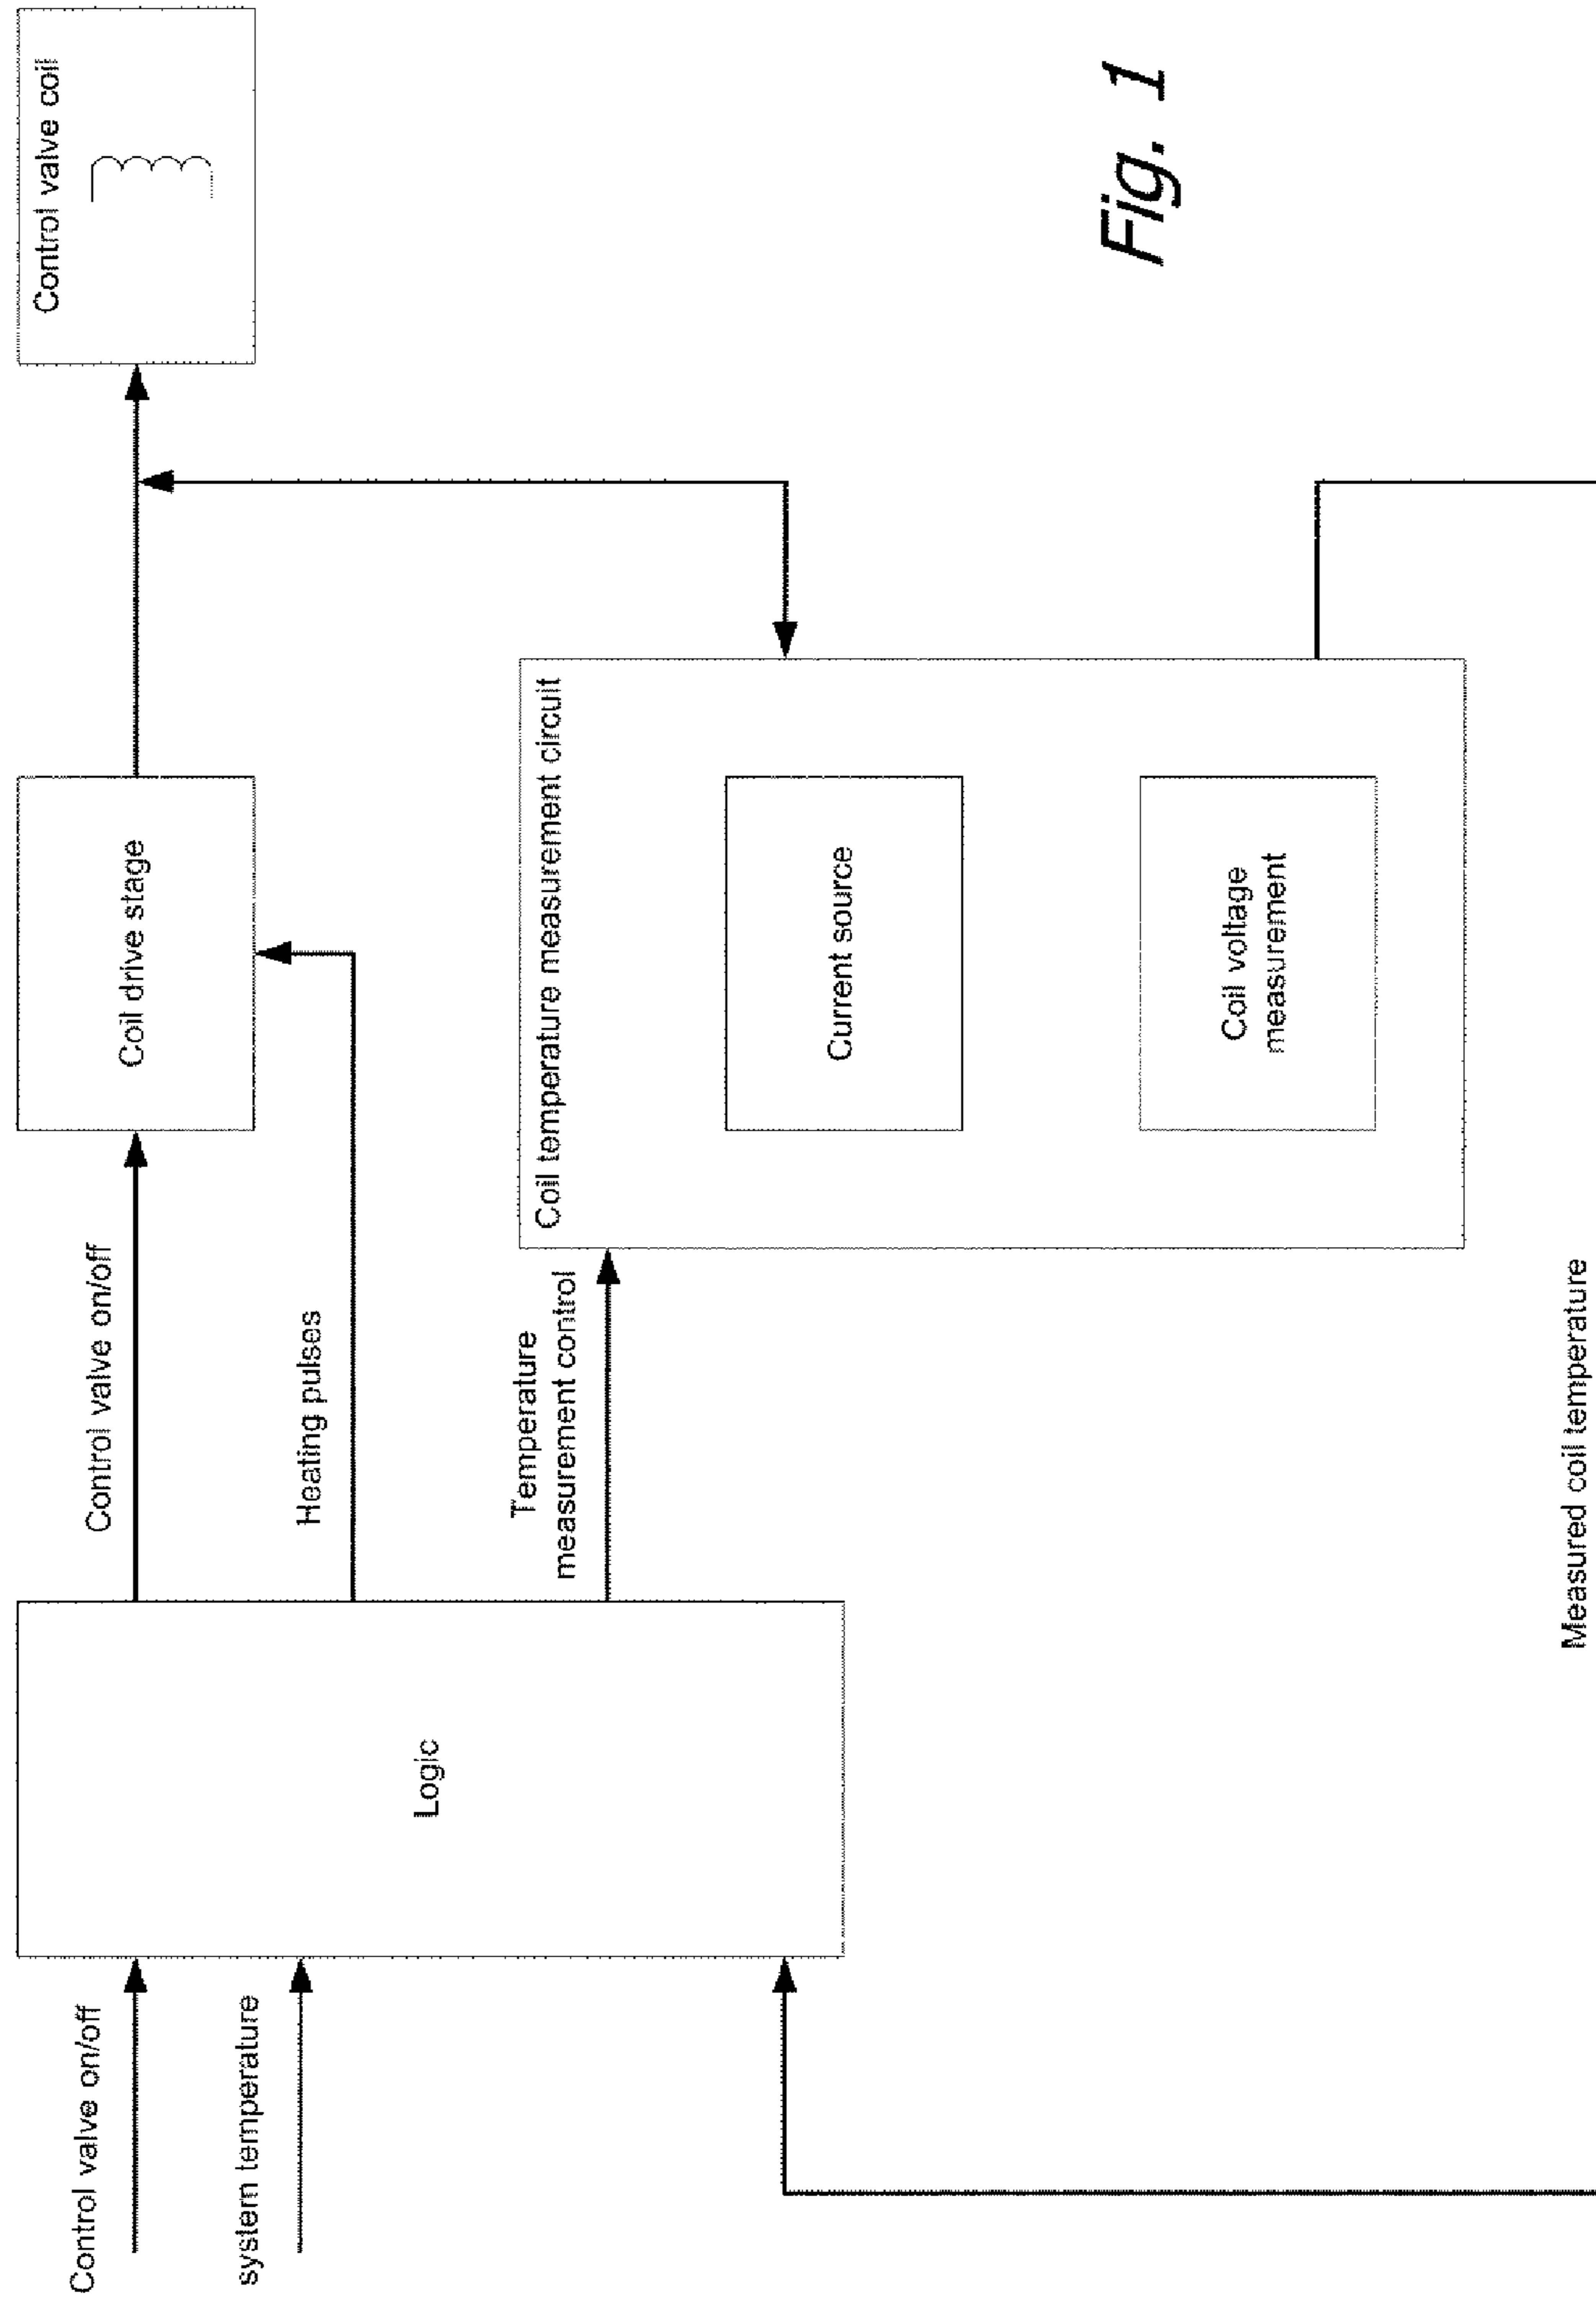 Control valve on/off
system temperature
Logic
Control valve on/off
Heating pulses
Temperature
measurement control
Coil drive stage
Control valve coil
Coil temperature measurement circuit
Current source
Coil voltage
measurement
Measured coil temperature
Fig. 1